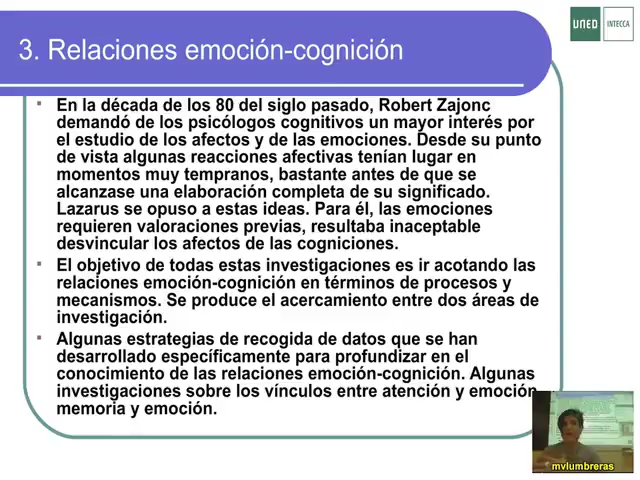 3. Relaciones emoción-cognición
UNED
INTECCA
En la década de los 80 del siglo pasado, Robert Zajonc
demandó de los psicólogos cognitivos un mayor interés por
el estudio de los afectos y de las emociones. Desde su punto
de vista algunas reacciones afectivas tenían lugar en
momentos muy tempranos, bastante antes de que se
alcanzase una elaboración completa de su significado.
Lazarus se opuso a estas ideas. Para él, las emociones
requieren valoraciones previas, resultaba inaceptable
desvincular los afectos de las cogniciones.
El objetivo de todas estas investigaciones es ir acotando las
relaciones emoción-cognición en términos de procesos y
mecanismos. Se produce el acercamiento entre dos áreas de
investigación.
Algunas estrategias de recogida de datos que se han
desarrollado específicamente para profundizar en el
conocimiento de las relaciones emoción-cognición. Algunas
investigaciones sobre los vínculos entre atención y emoción
memoria y emoción.
mvlumbreras